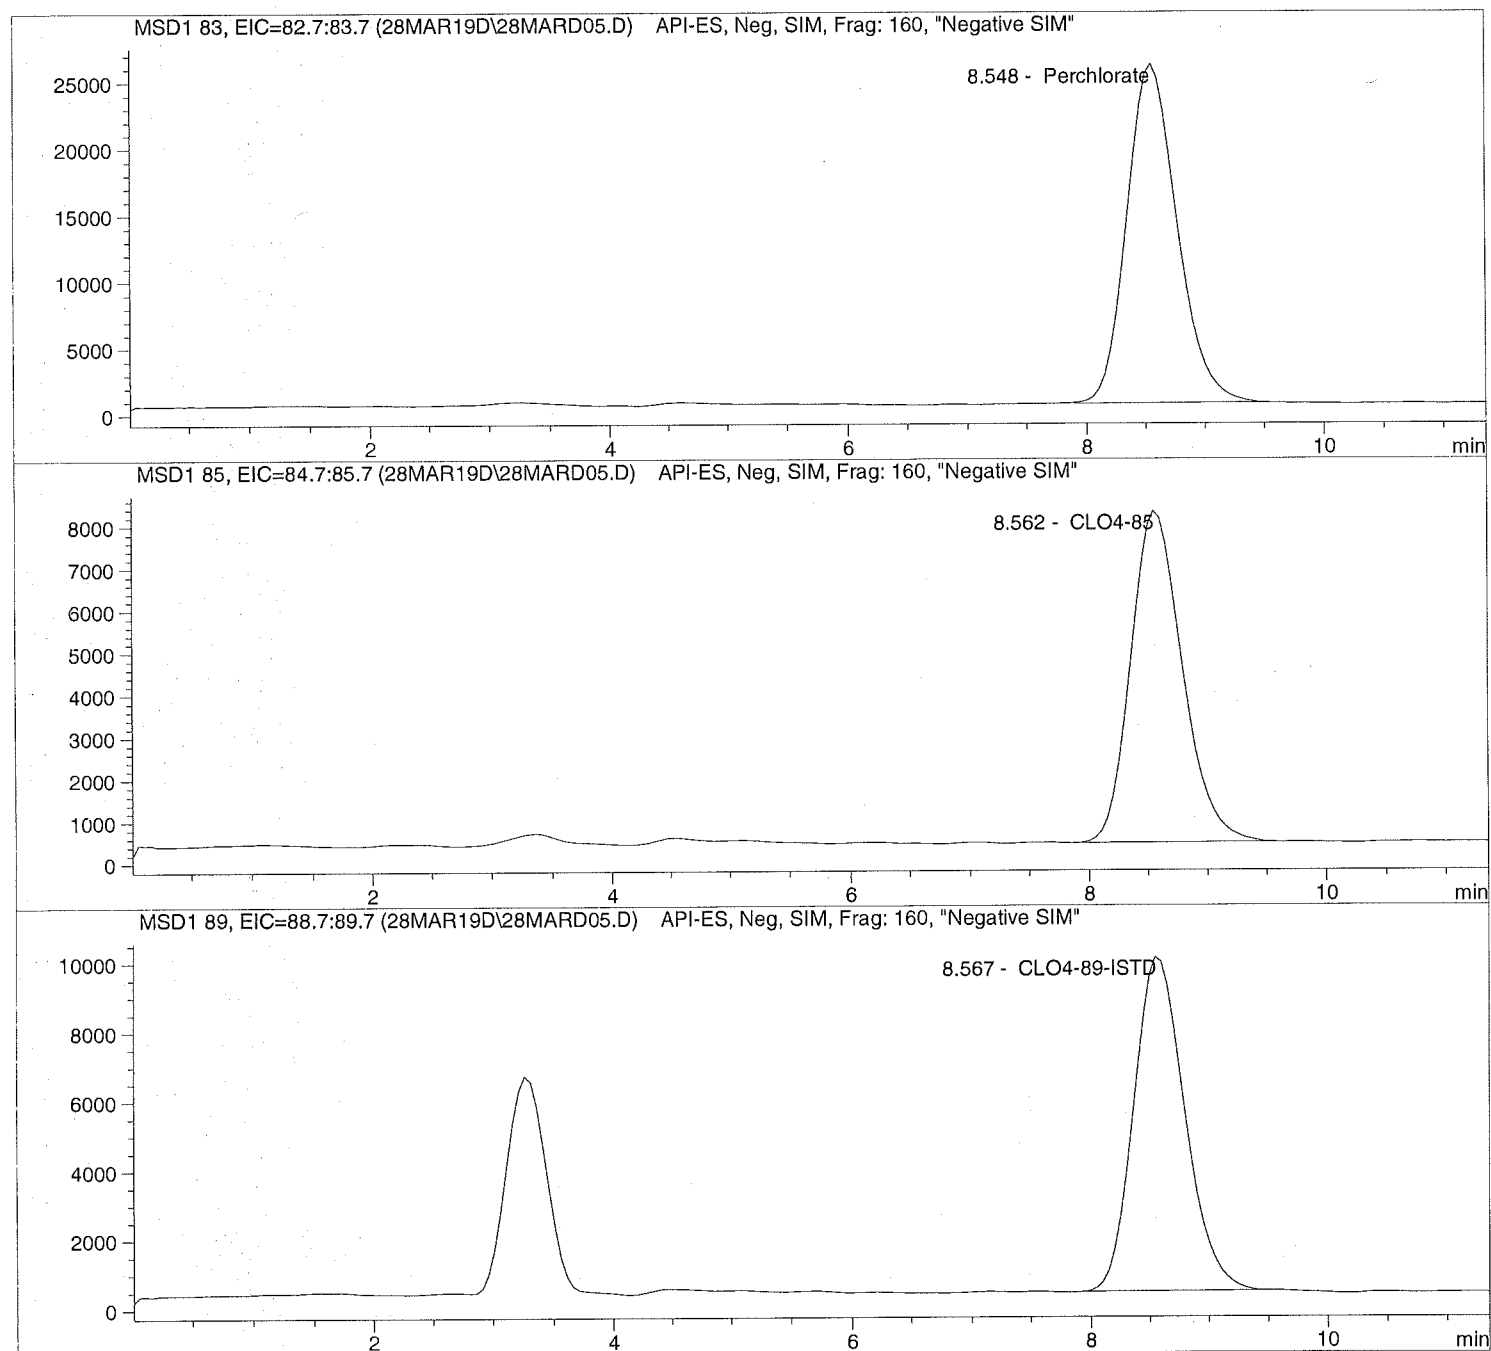 MSD1 83, EIC=82.7:83.7 (28MAR19D\28MARD05.D) API-ES, Neg, SIM, Frag: 160, "Negative SIM"
8.548 - Perchlorate
25000
20000
15000
10000
5000
0
2 4 6 8 10 min
MSD1 85, EIC=84.7:85.7 (28MAR19D\28MARD05.D) API-ES, Neg, SIM, Frag: 160, "Negative SIM"
8.562 - CLO4-85
8000
7000
6000
5000
4000
3000
2000
1000
0
2 4 6 8 10 min
MSD1 89, EIC=88.7:89.7 (28MAR19D\28MARD05.D) API-ES, Neg, SIM, Frag: 160, "Negative SIM"
8.567 - CLO4-89-ISTD
10000
8000
6000
4000
2000
0
2 4 6 8 10 min